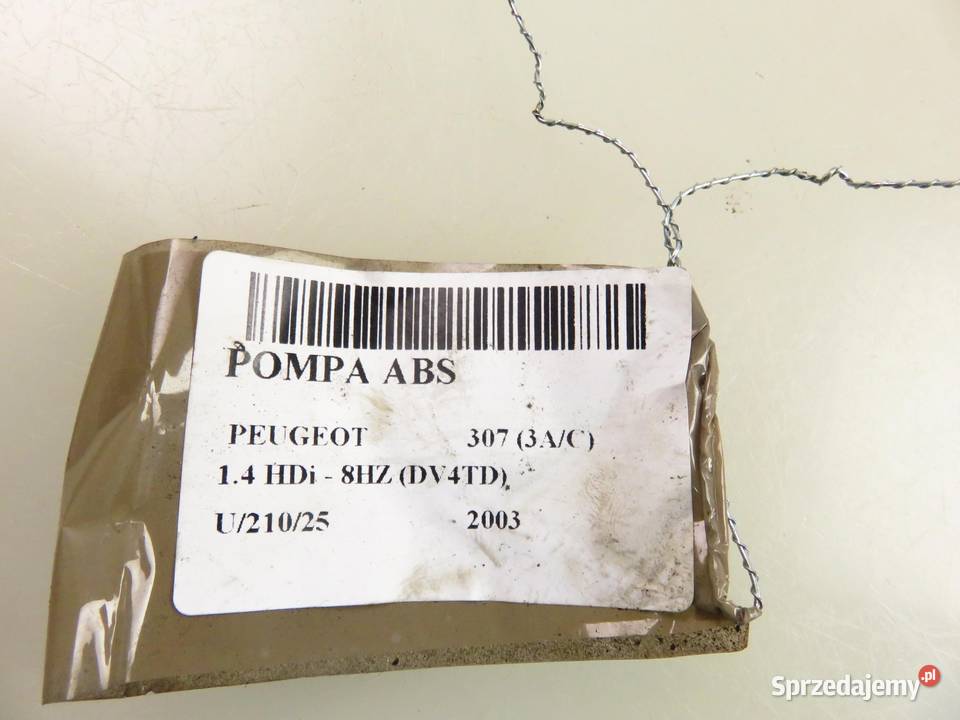 POMPA ABS
PEUGEOT 307 (3A/C)
1.4 HDi - 8HZ (DV4TD)
U/210/25 2003
Sprzedajemy.pl